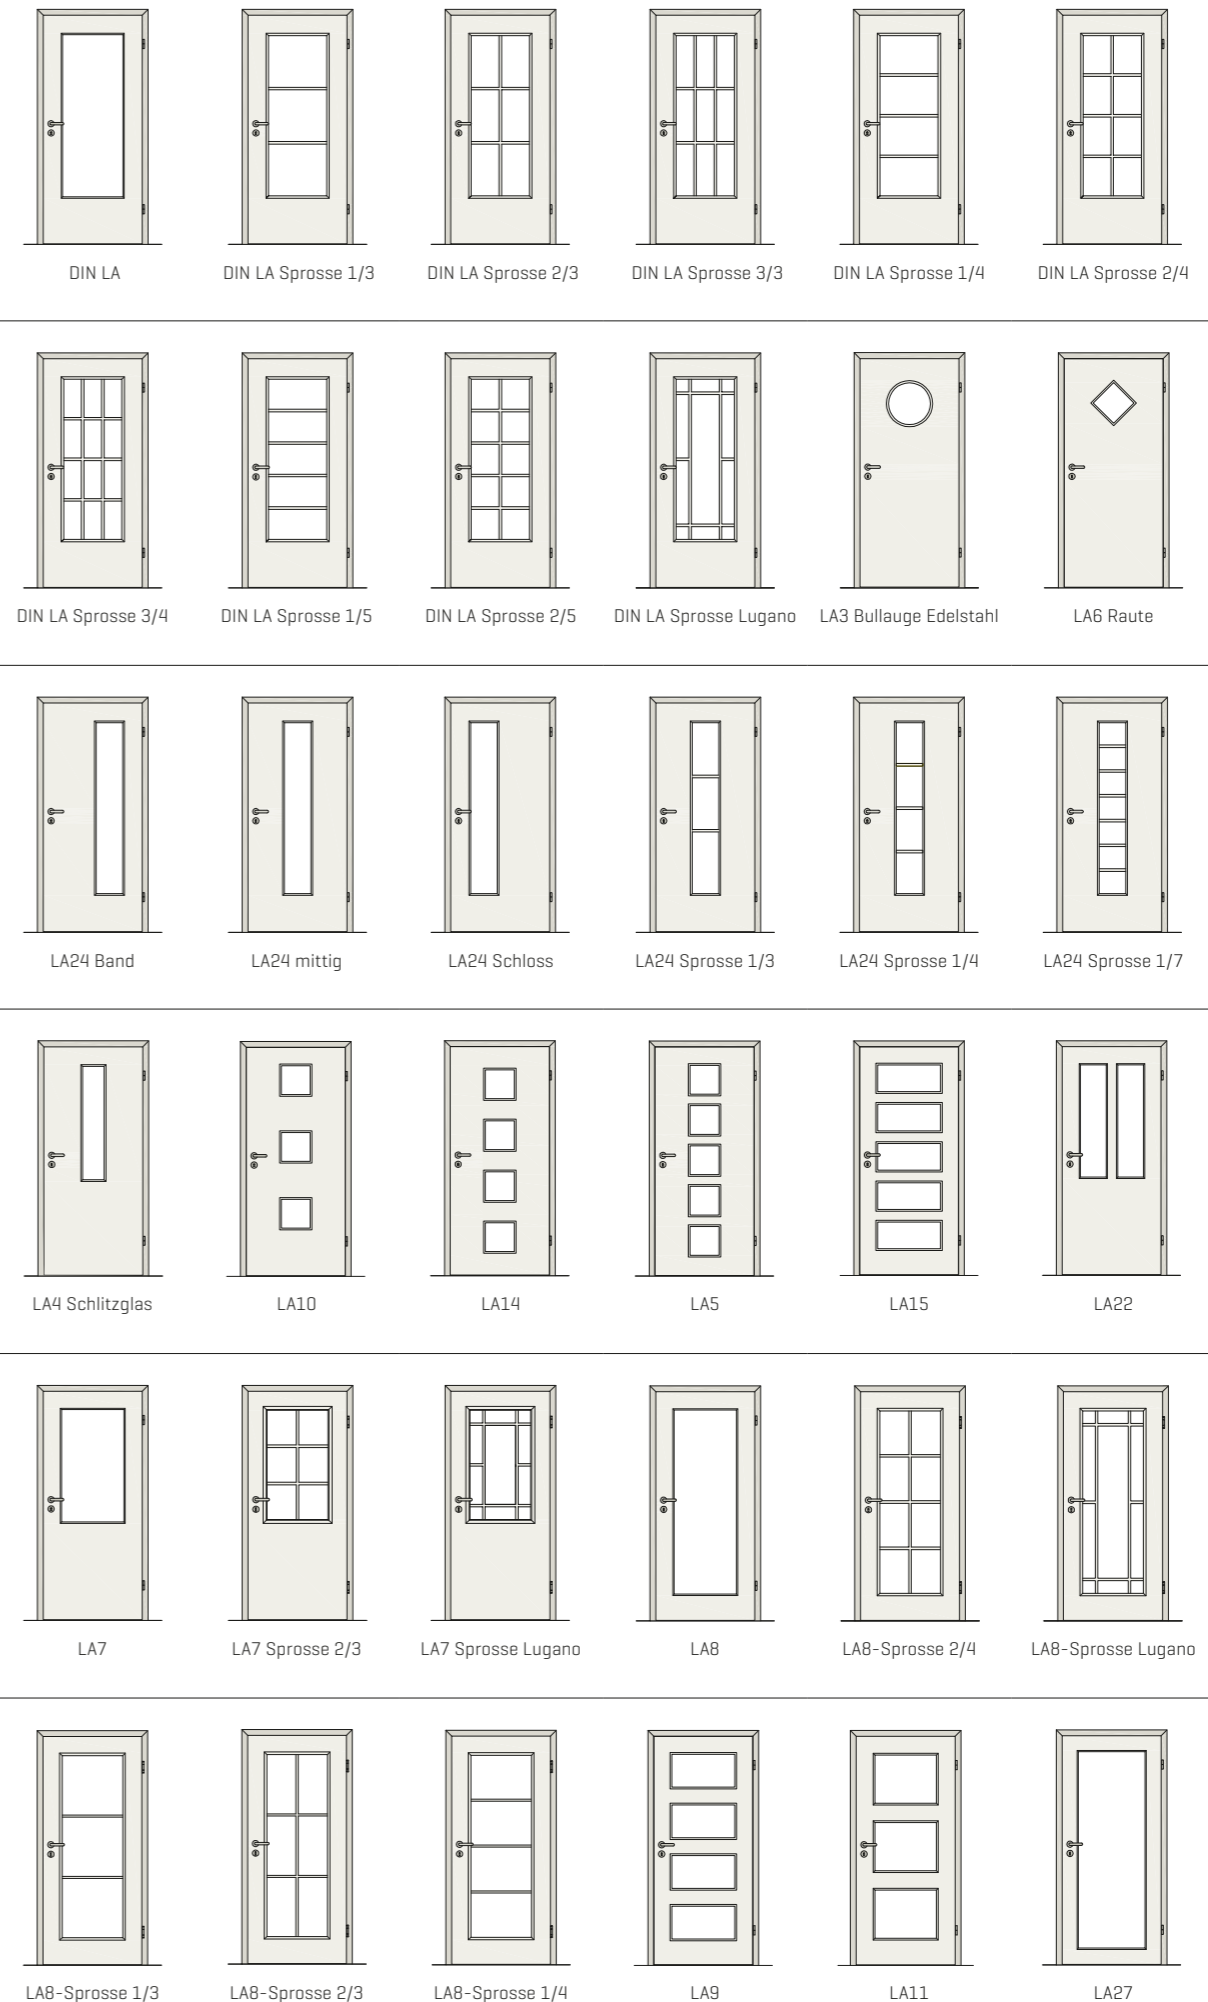 DIN LA
DIN LA Sprosse 1/3
DIN LA Sprosse 2/3
DIN LA Sprosse 3/3
DIN LA Sprosse 1/4
DIN LA Sprosse 2/4
DIN LA Sprosse 3/4
DIN LA Sprosse 1/5
DIN LA Sprosse 2/5
DIN LA Sprosse Lugano
LA3 Bullauge Edelstahl
LA6 Raute
LA24 Band
LA24 mittig
LA24 Schloss
LA24 Sprosse 1/3
LA24 Sprosse 1/4
LA24 Sprosse 1/7
LA4 Schlitzglas
LA10
LA14
LA5
LA15
LA22
LA7
LA7 Sprosse 2/3
LA7 Sprosse Lugano
LA8
LA8-Sprosse 2/4
LA8-Sprosse Lugano
LA8-Sprosse 1/3
LA8-Sprosse 2/3
LA8-Sprosse 1/4
LA9
LA11
LA27